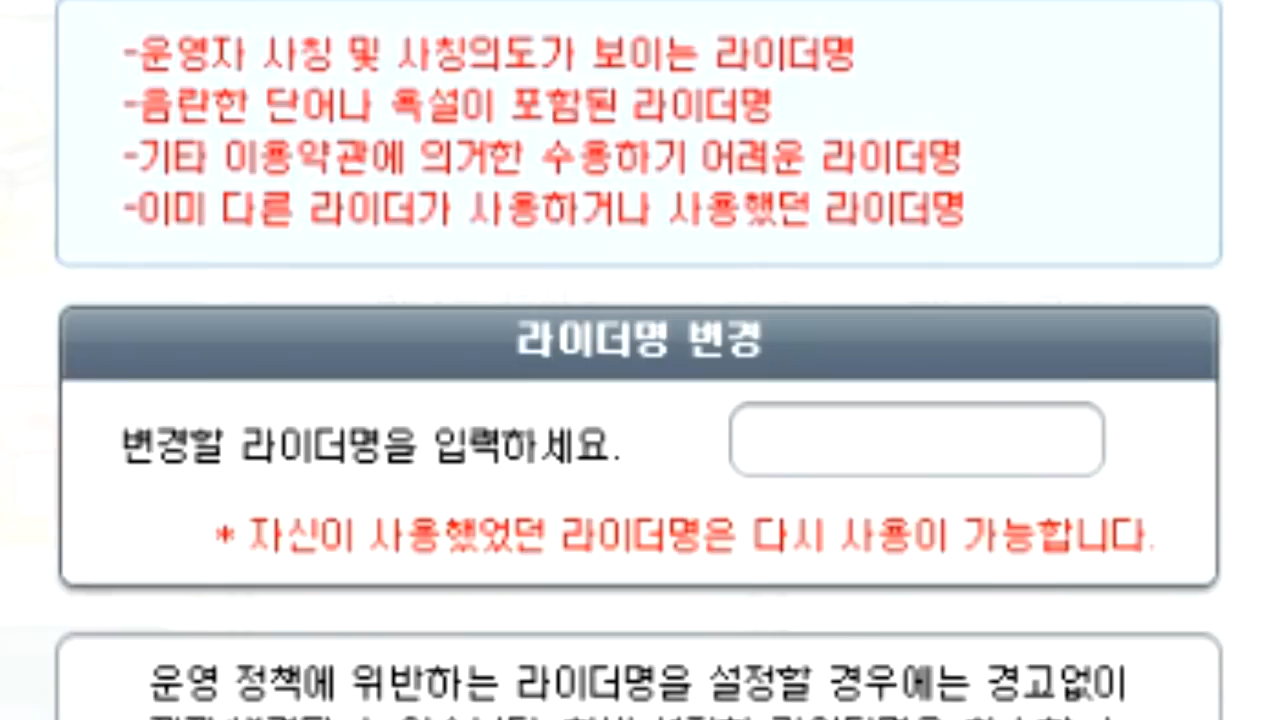 -운영자 사칭 및 사칭의도가 보이는 라이더명
-음란한 단어나 욕설이 포함된 라이더명
-기타 이용약관에 의거한 수용하기 어려운 라이더명
-이미 다른 라이더가 사용하거나 사용했던 라이더명
라이더명 변경
변경할 라이더명을 입력하세요.
* 자신이 사용했었던 라이더명은 다시 사용이 가능합니다.
운영 정책에 위반하는 라이더명을 설정할 경우에는 경고없이